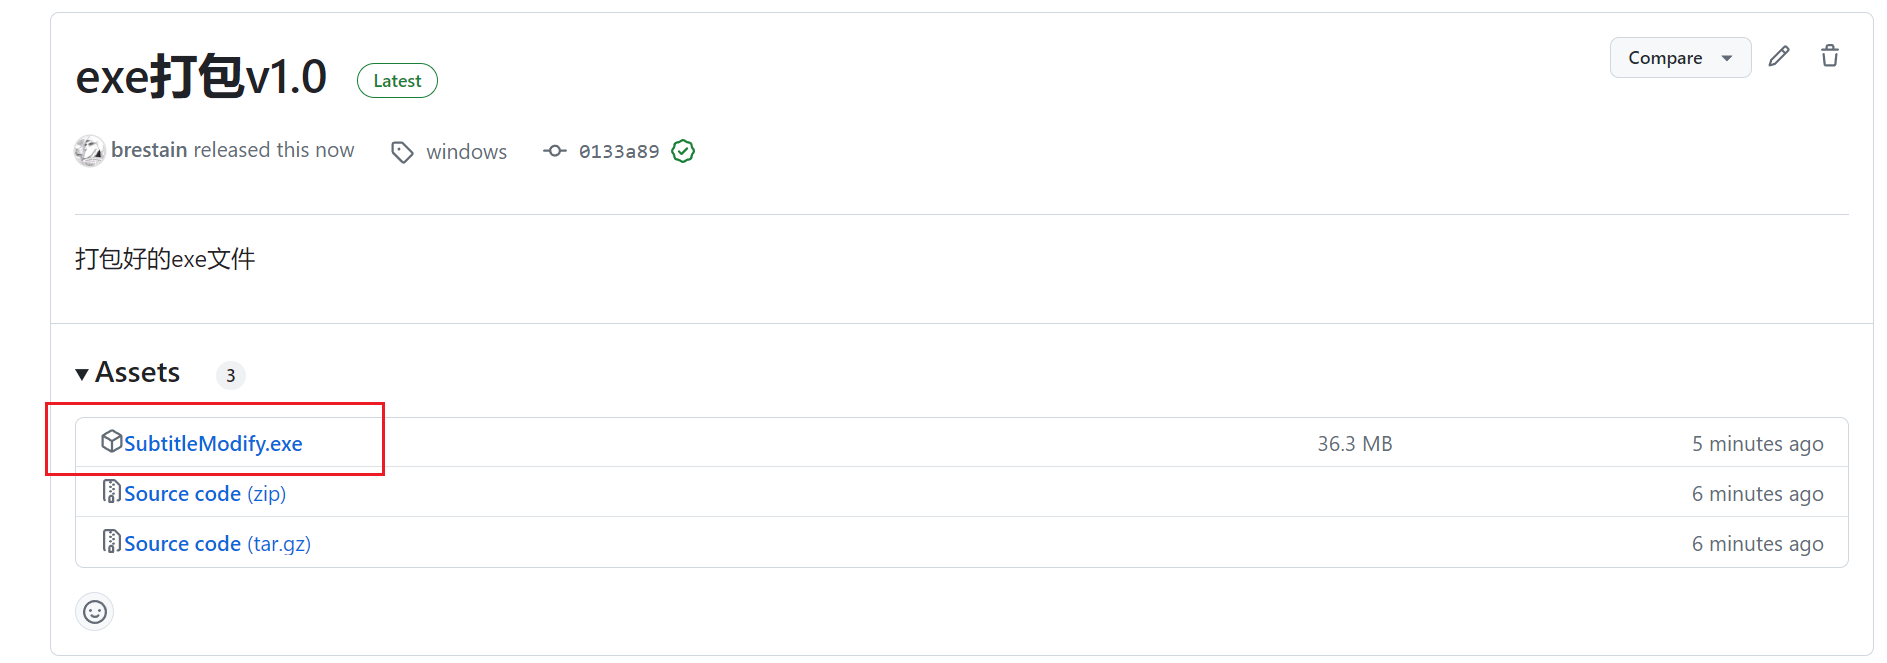 exe打包v1.0 Latest Compare
brestain released this now windows 0133a89
打包好的exe文件
Assets 3
SubtitleModify.exe 36.3 MB 5 minutes ago
Source code (zip) 6 minutes ago
Source code (tar.gz) 6 minutes ago